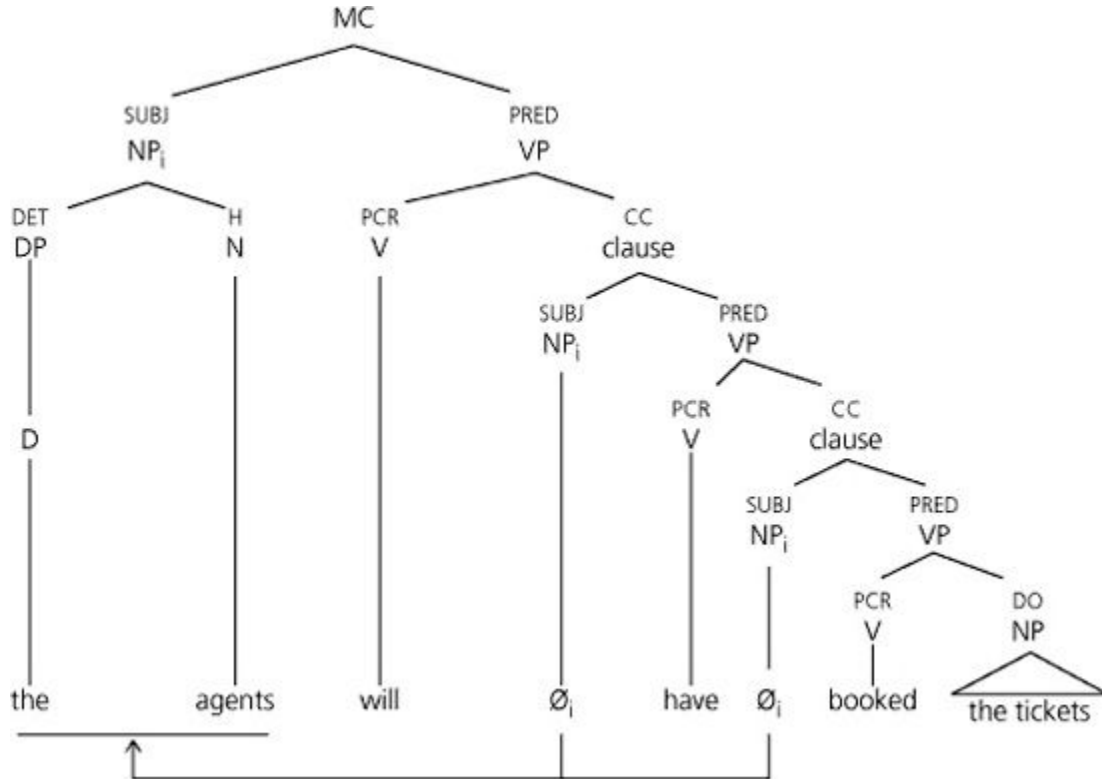 MC
SUBJ PRED
NPi VP
DET H PCR CC
DP N V clause
SUBJ PRED
NPi VP
PCR CC
V clause
D
SUBJ PRED
NPi VP
PCR DO
V NP
the agents will Øi have Øi booked the tickets